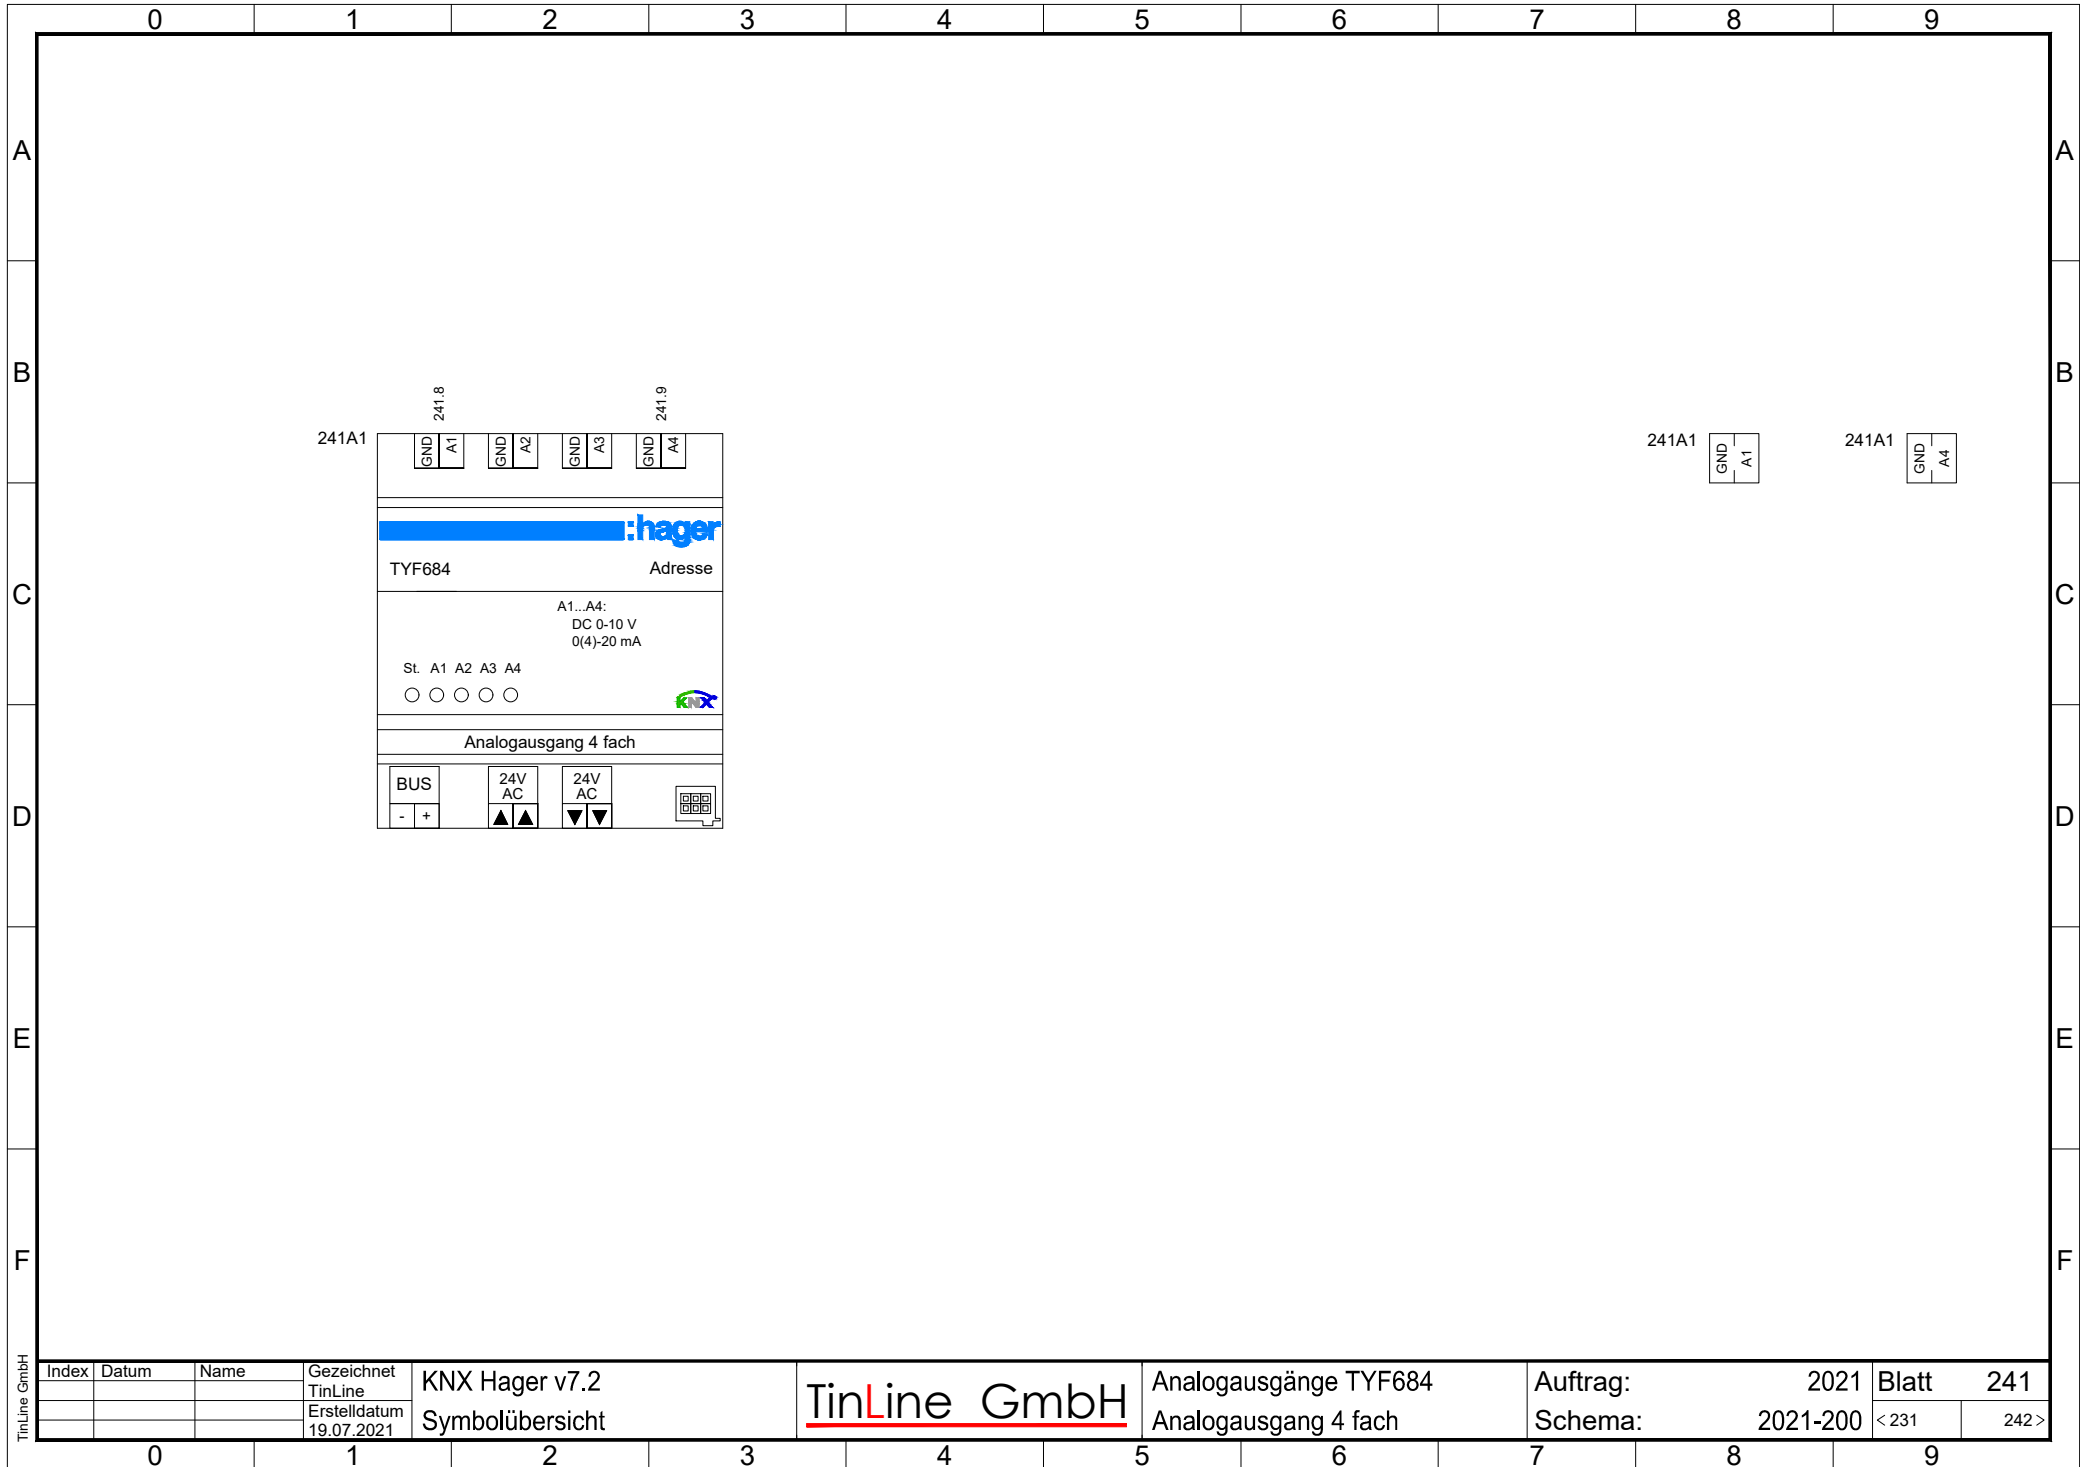 0 1 2 3 4 5 6 7 8 9
A A
B B
C C
D D
E E
F F
241.8 241.9
241A1
GND A1 GND A2 GND A3 GND A4
241A1 GND A1
241A1 GND A4
:hager
TYF684 Adresse
A1...A4:
DC 0-10 V
0(4)-20 mA
St. A1 A2 A3 A4
KNX
Analogausgang 4 fach
BUS 24V AC 24V AC
- +
TinLine GmbH
Index Datum Name
Gezeichnet
TinLine
Erstelldatum
19.07.2021
KNX Hager v7.2
Symbolübersicht
TinLine GmbH
Analogausgänge TYF684
Analogausgang 4 fach
Auftrag: 2021
Schema: 2021-200
Blatt 241
< 231 242 >
0 1 2 3 4 5 6 7 8 9